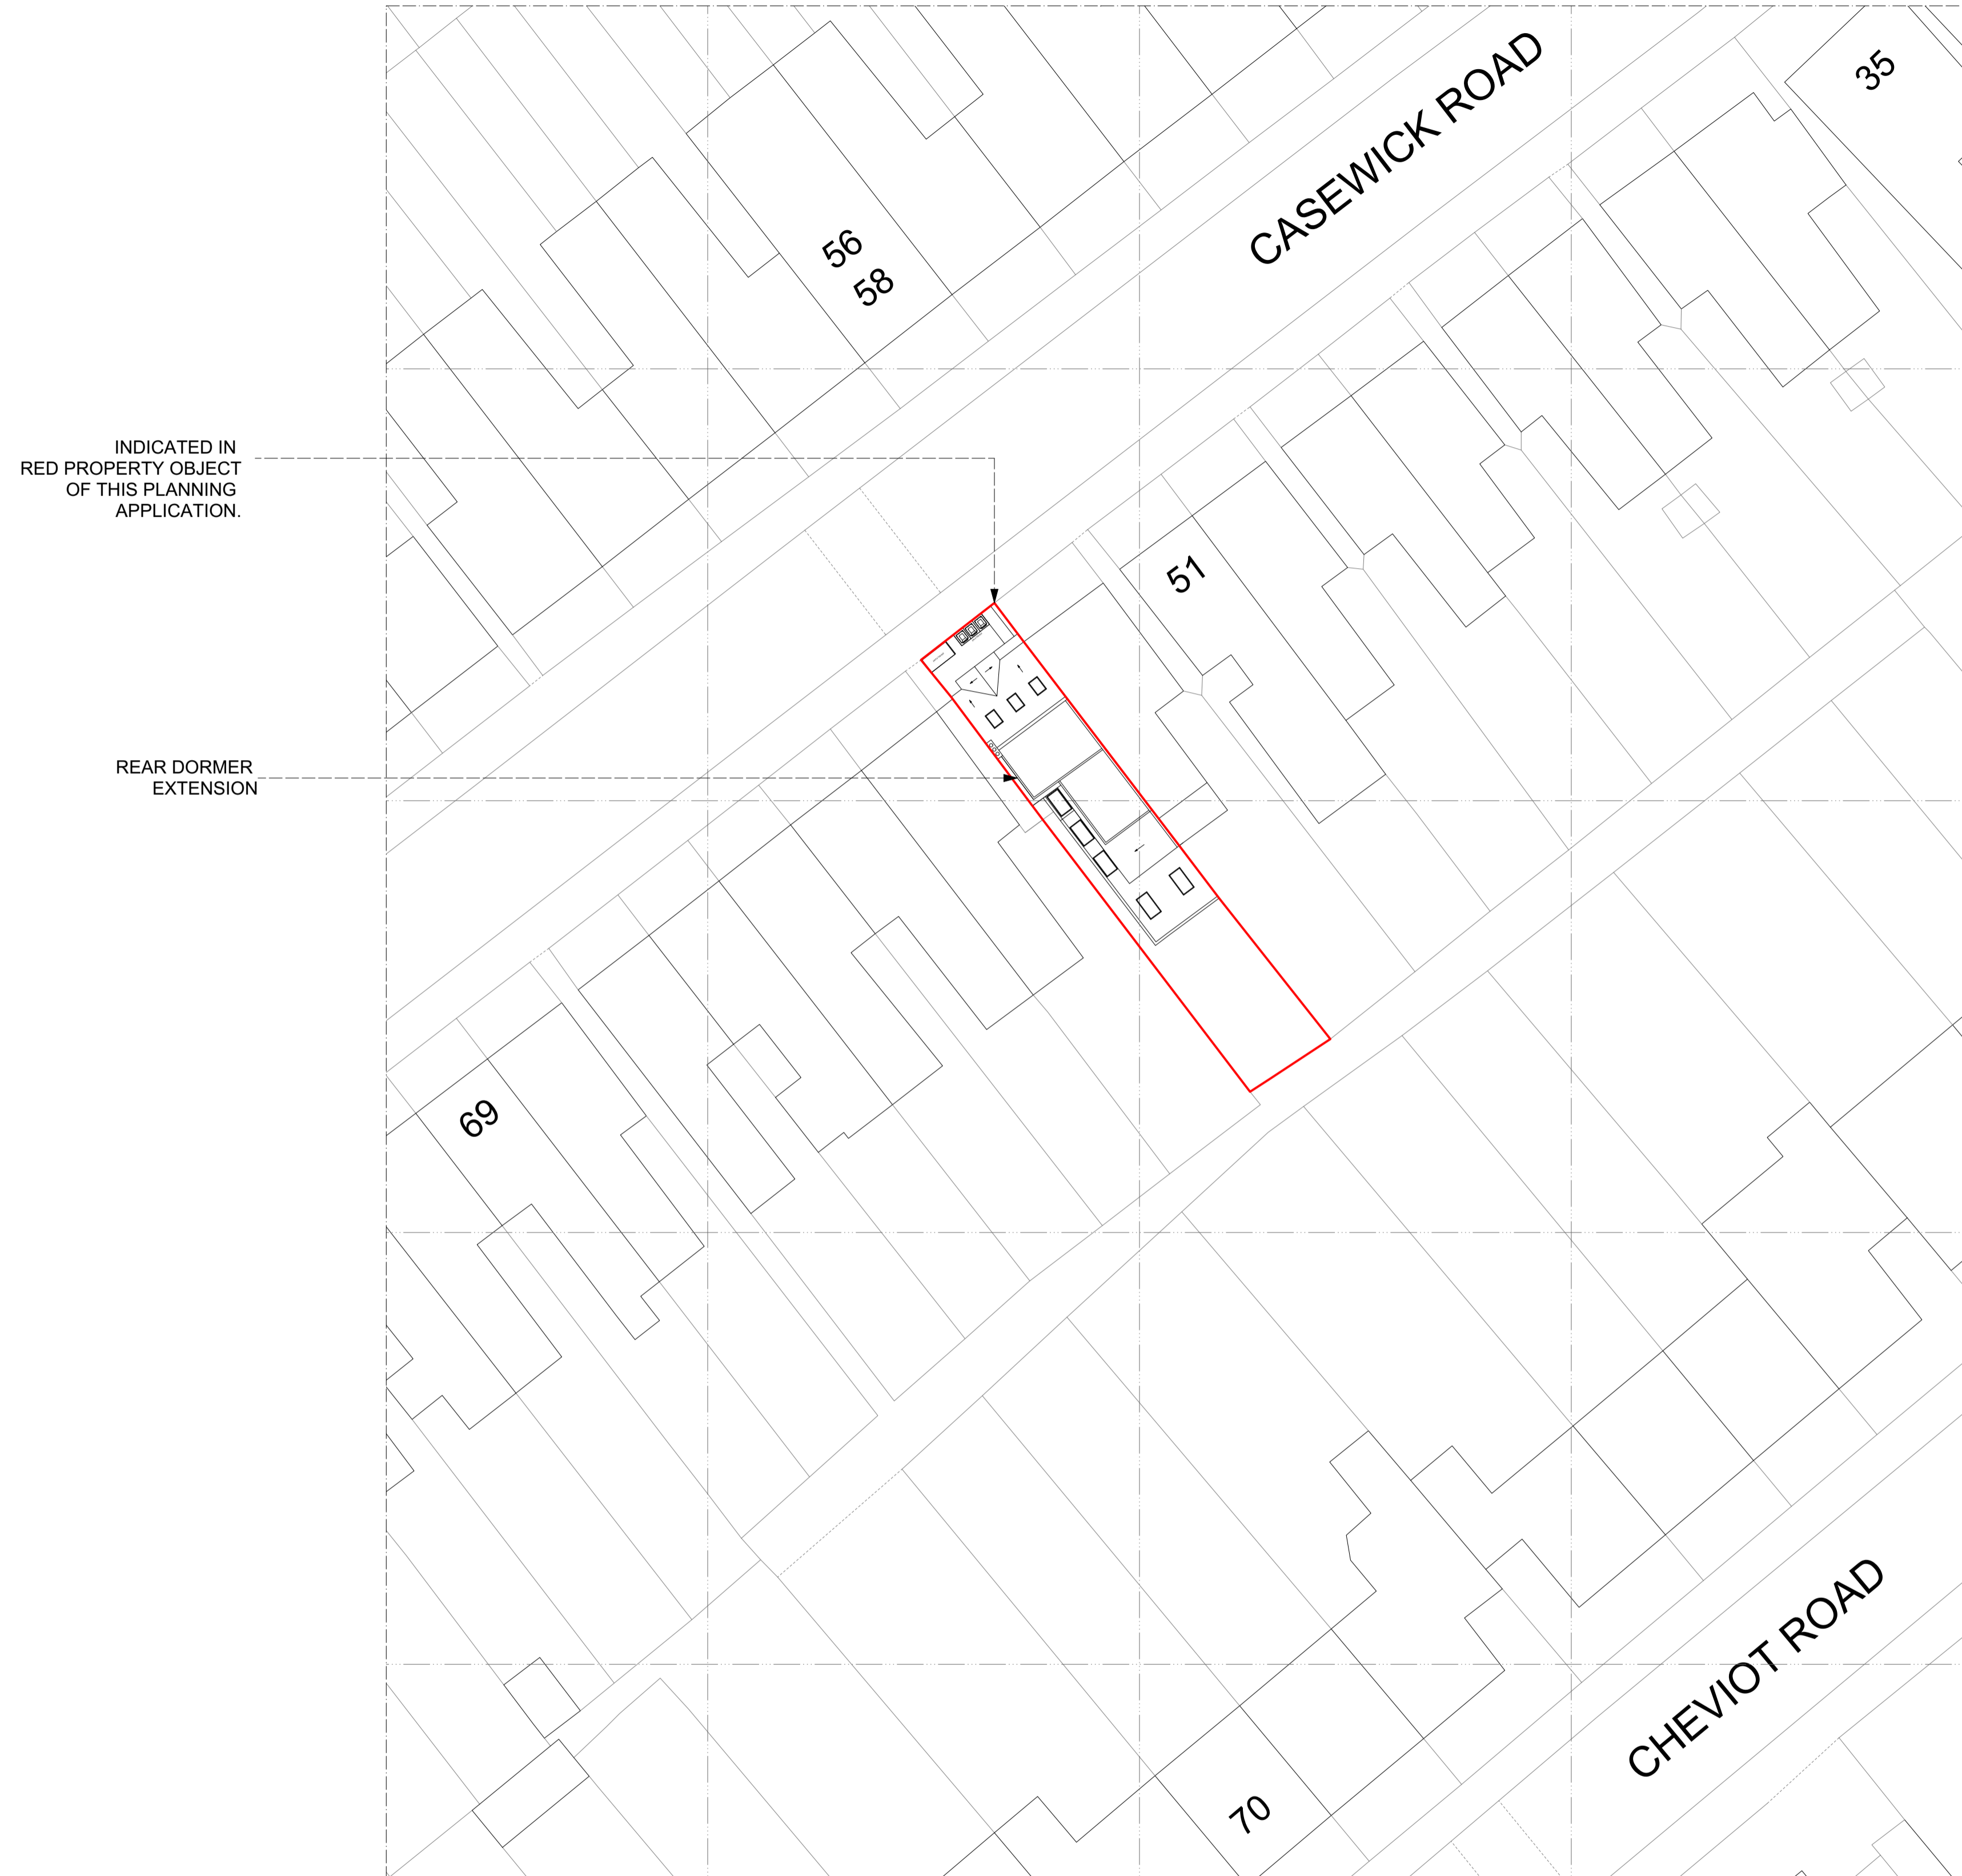 CASEWICK ROAD
35
56
58
INDICATED IN
RED PROPERTY OBJECT
OF THIS PLANNING
APPLICATION.
51
REAR DORMER
EXTENSION
69
CHEVIOT ROAD
70